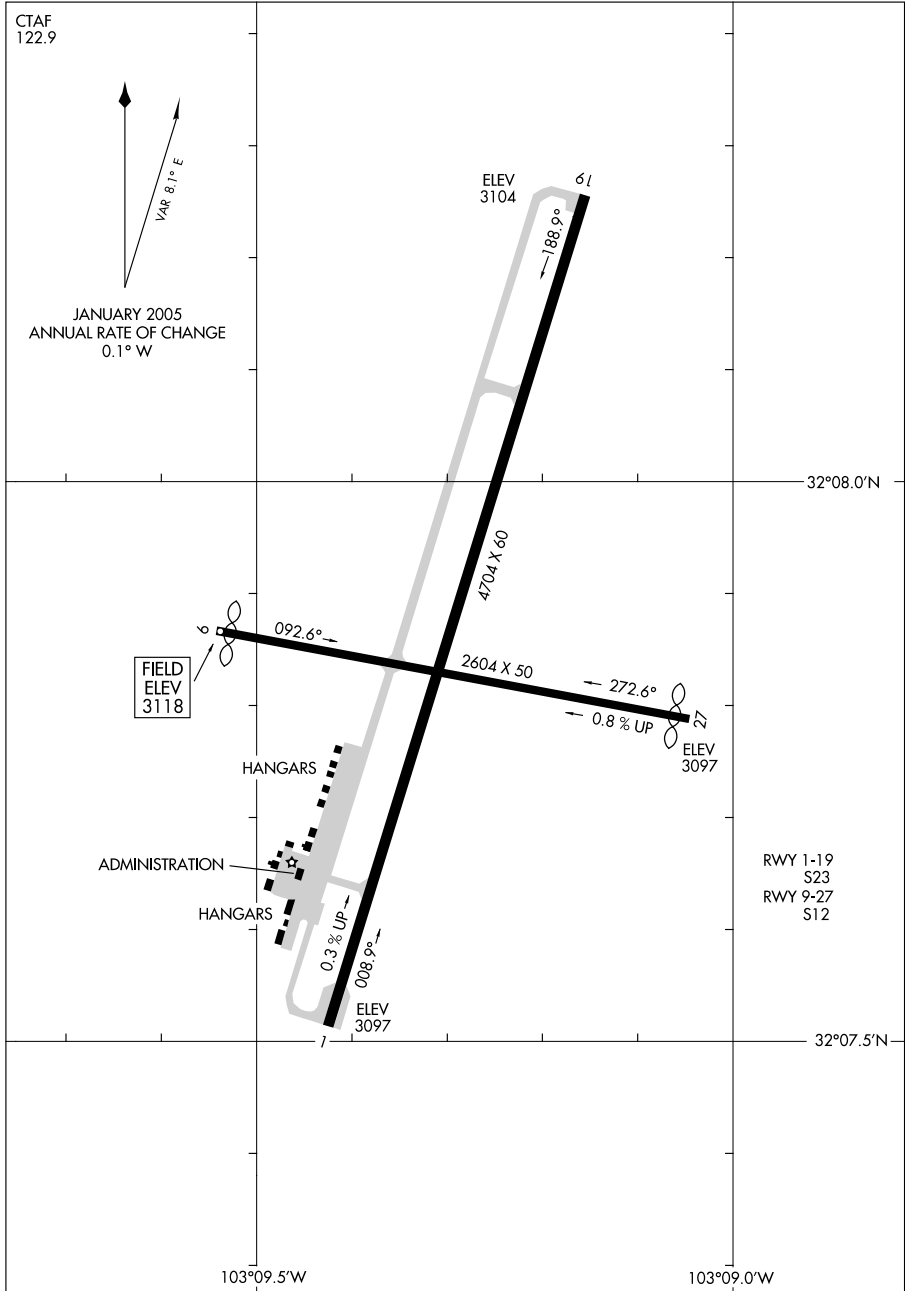 CTAF
122.9
VAR 8.1° E
JANUARY 2005
ANNUAL RATE OF CHANGE
0.1° W
ELEV
3104
19
188.9°
32°08.0'N
4704 X 60
9
092.6°
2604 X 50
272.6°
0.8 % UP
27
FIELD
ELEV
3118
ELEV
3097
HANGARS
ADMINISTRATION
HANGARS
RWY 1-19
S23
RWY 9-27
S12
0.3 % UP
008.9°
ELEV
3097
1
32°07.5'N
103°09.5'W
103°09.0'W